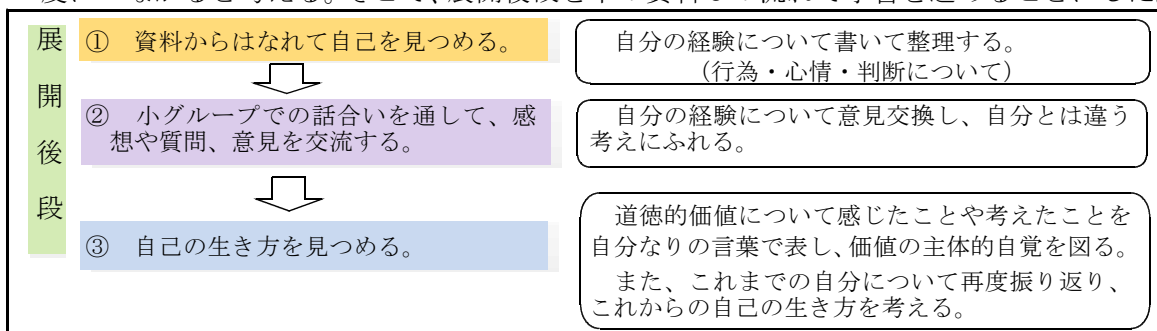 展開後段
① 資料からはなれて自己を見つめる。
自分の経験について書いて整理する。
(行為・心情・判断について)
② 小グループでの話合いを通して、感
想や質問、意見を交流する。
自分の経験について意見交換し、自分とは違う
考えにふれる。
③ 自己の生き方を見つめる。
道徳的価値について感じたことや考えたことを
自分なりの言葉で表し、価値の主体的自覚を図る。
また、これまでの自分について再度振り返り、
これからの自己の生き方を考える。